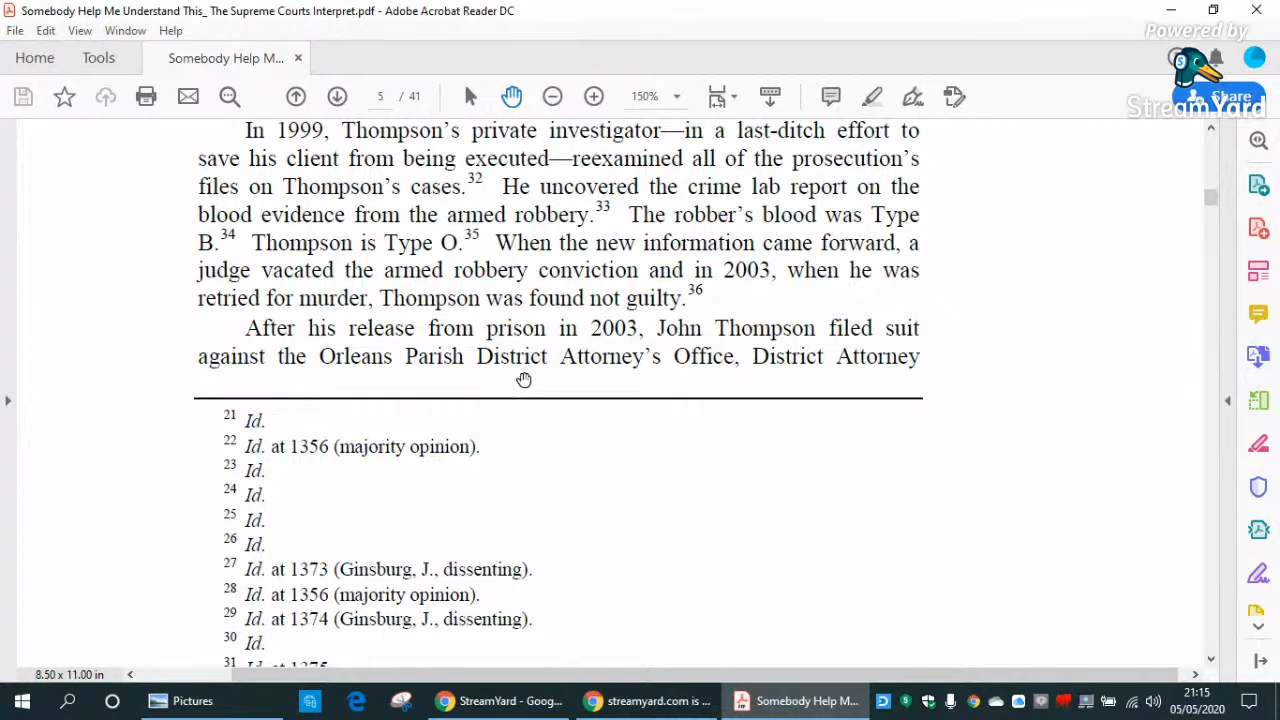 Somebody Help Me Understand This_ The Supreme Courts Interpret.pdf - Adobe Acrobat Reader DC
File Edit View Window Help
Powered by
Home Tools Somebody Help M... ×
5 / 41 150% Share
StreamYard
In 1999, Thompson's private investigator—in a last-ditch effort to
save his client from being executed—reexamined all of the prosecution's
files on Thompson's cases.32 He uncovered the crime lab report on the
blood evidence from the armed robbery.33 The robber's blood was Type
B.34 Thompson is Type O.35 When the new information came forward, a
judge vacated the armed robbery conviction and in 2003, when he was
retried for murder, Thompson was found not guilty.36
After his release from prison in 2003, John Thompson filed suit
against the Orleans Parish District Attorney's Office, District Attorney
21 Id.
22 Id. at 1356 (majority opinion).
23 Id.
24 Id.
25 Id.
26 Id.
27 Id. at 1373 (Ginsburg, J., dissenting).
28 Id. at 1356 (majority opinion).
29 Id. at 1374 (Ginsburg, J., dissenting).
30 Id.
31 Id. at 1375
8.50 x 11.00 in
Pictures StreamYard - Goog... streamyard.com is ... Somebody Help M... 21:15
05/05/2020